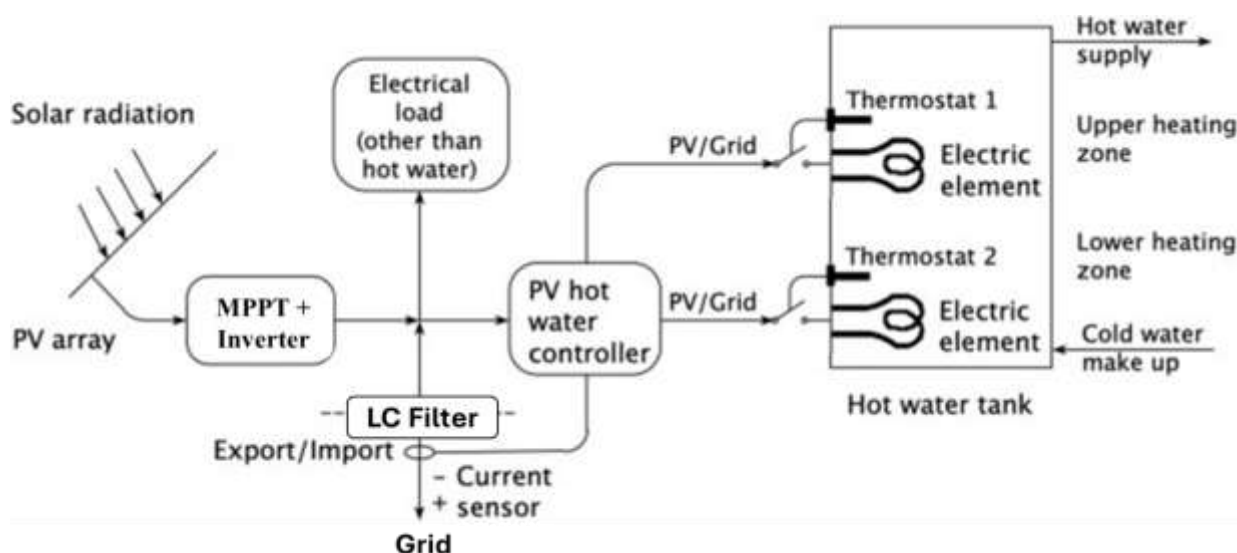 Solar radiation
PV array
MPPT +
Inverter
Electrical
load
(other than
hot water)
LC Filter
Export/Import
- Current
+ sensor
Grid
PV hot
water
controller
PV/Grid
PV/Grid
Thermostat 1
Electric
element
Thermostat 2
Electric
element
Hot water tank
Hot water
supply
Upper heating
zone
Lower heating
zone
Cold water
make up